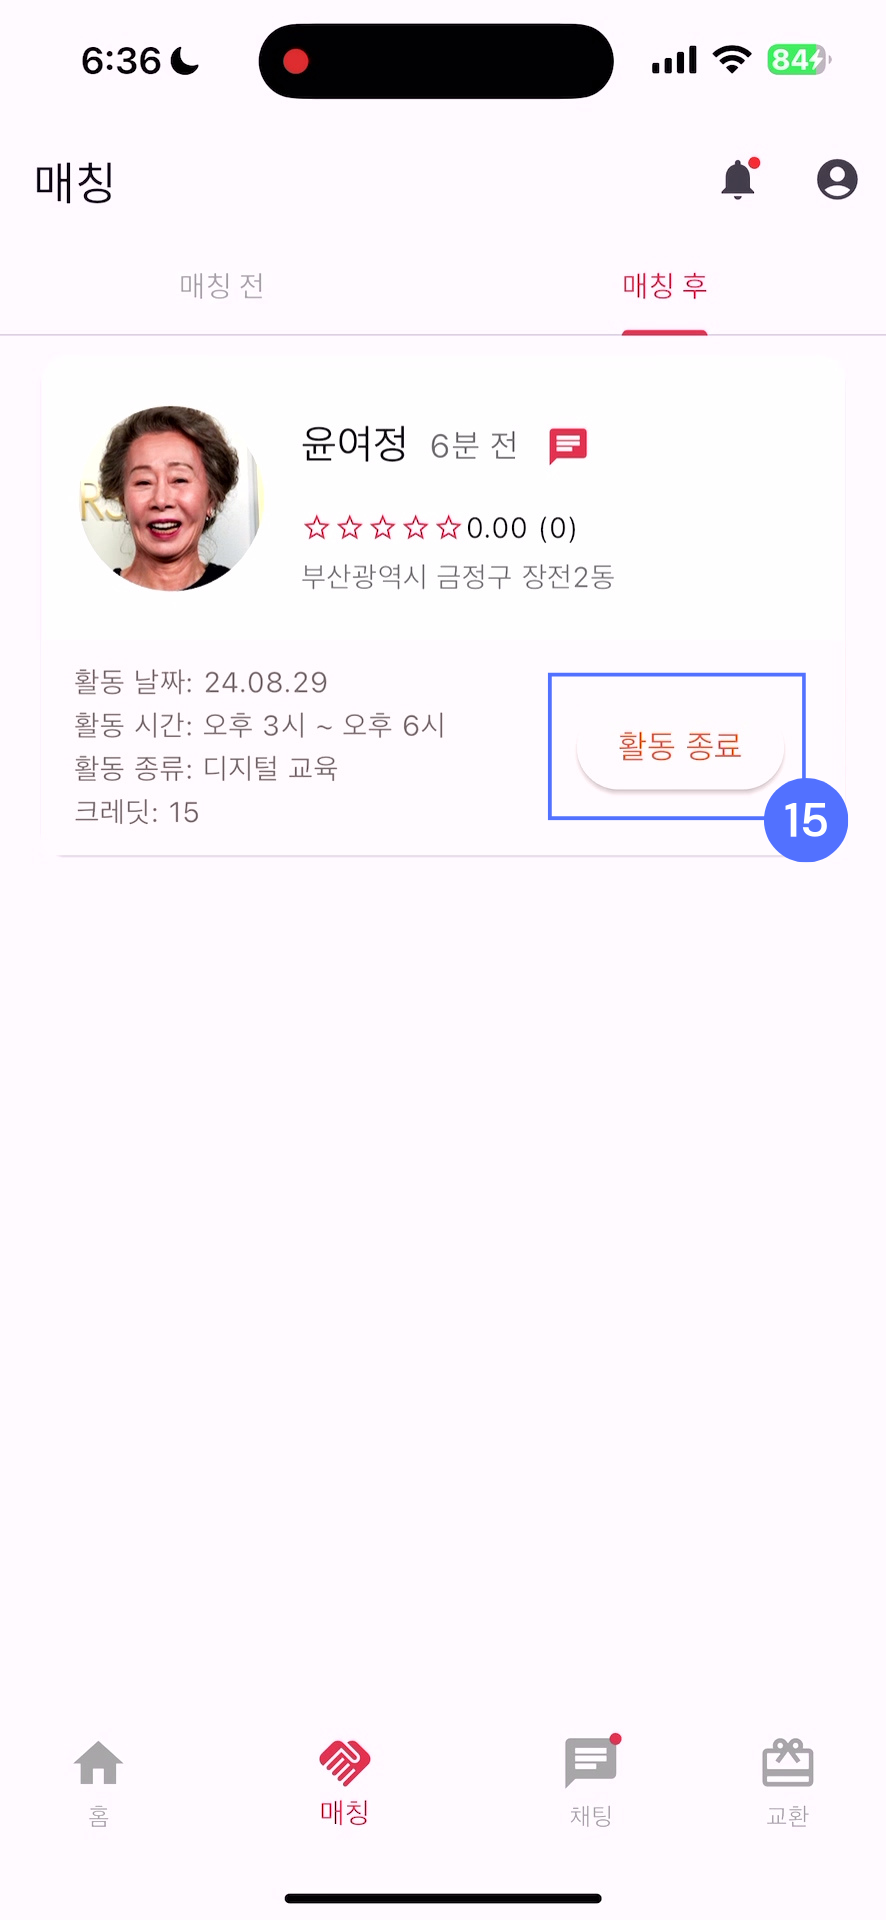 6:36
84
매칭
매칭 전
매칭 후
윤여정 6분 전
0.00 (0)
부산광역시 금정구 장전2동
활동 날짜: 24.08.29
활동 시간: 오후 3시 ~ 오후 6시
활동 종류: 디지털 교육
크레딧: 15
활동 종료
15
홈
매칭
채팅
교환